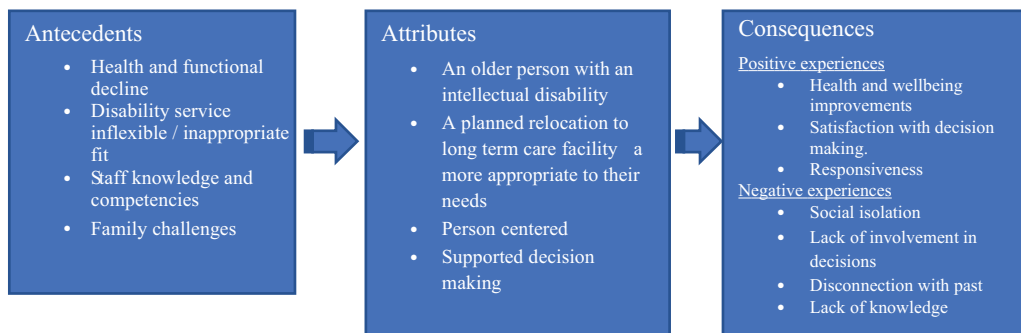 Antecedents
• Health and functional
decline
• Disability service
inflexible / inappropriate
fit
• Staff knowledge and
competencies
• Family challenges
Attributes
• An older person with an
intellectual disability
• A planned relocation to
long term care facility a
more appropriate to their
needs
• Person centered
• Supported decision
making
Consequences
Positive experiences
• Health and wellbeing
improvements
• Satisfaction with decision
making.
• Responsiveness
Negative experiences
• Social isolation
• Lack of involvement in
decisions
• Disconnection with past
• Lack of knowledge